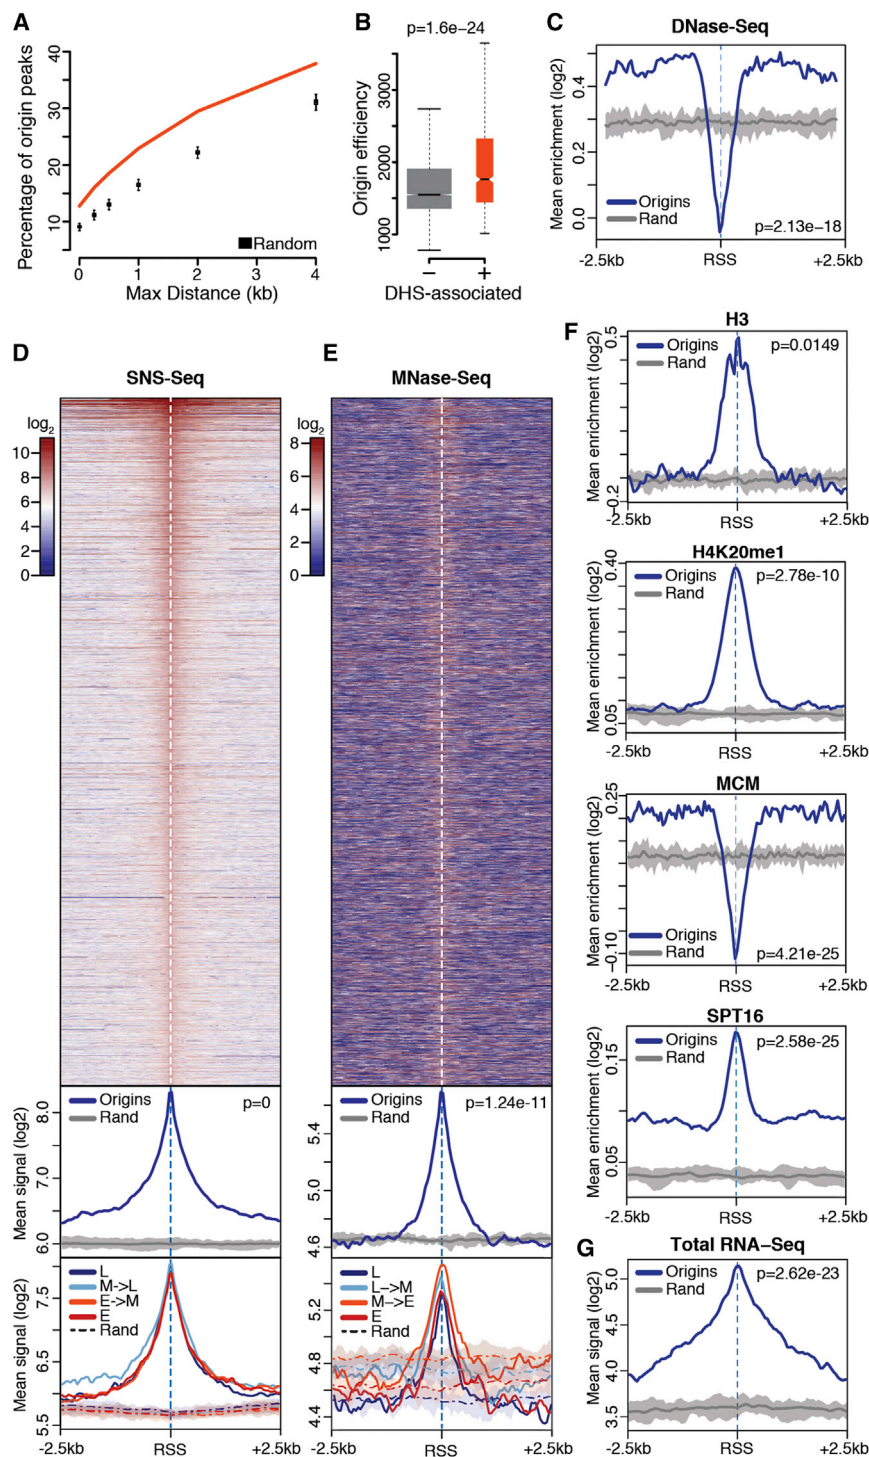 A
Percentage of origin peaks
40
30
20
10
Random
0 1 2 3 4
Max Distance (kb)
B
p=1.6e−24
Origin efficiency
3000
2000
1000
− +
DHS-associated
C
DNase-Seq
Mean enrichment (log2)
0.4
0.2
0.0
Origins
Rand
p=2.13e−18
-2.5kb RSS +2.5kb
D
SNS-Seq
log2
10
8
6
4
2
0
Mean signal (log2)
8.0
7.0
6.0
Origins
Rand
p=0
Mean signal (log2)
7.5
6.5
5.5
L
M->L
E->M
E
Rand
-2.5kb RSS +2.5kb
E
MNase-Seq
log2
8
6
4
2
0
5.4
5.0
4.6
Origins
Rand
p=1.24e-11
5.2
4.8
4.4
L
L−>M
M−>E
E
Rand
-2.5kb RSS +2.5kb
F
H3
Mean enrichment (log2)
0.5
−0.2
Origins
Rand
p=0.0149
-2.5kb RSS +2.5kb
H4K20me1
Mean enrichment (log2)
0.40
0.05
Origins
Rand
p=2.78e-10
-2.5kb RSS +2.5kb
MCM
Mean enrichment (log2)
0.25
−0.10
Origins
Rand
p=4.21e-25
-2.5kb RSS +2.5kb
SPT16
Mean enrichment (log2)
0.15
0.05
Origins
Rand
p=2.58e-25
-2.5kb RSS +2.5kb
G
Total RNA−Seq
Mean signal (log2)
5.0
4.5
4.0
3.5
Origins
Rand
p=2.62e-23
-2.5kb RSS +2.5kb